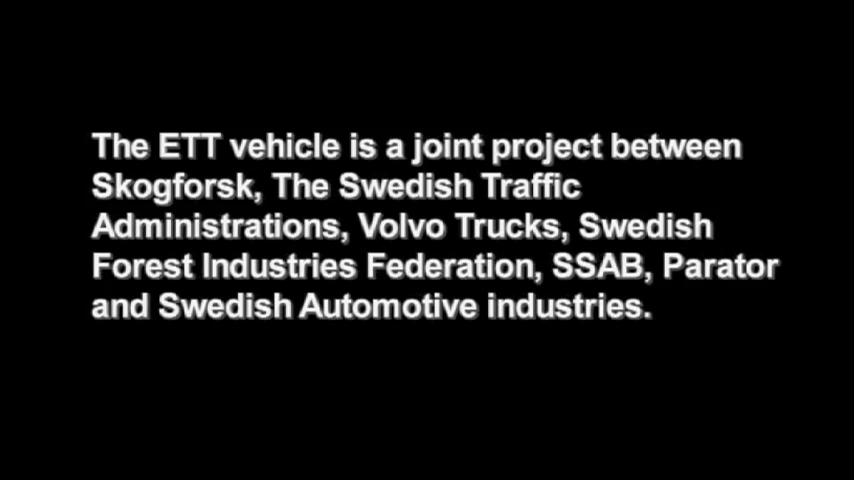 The ETT vehicle is a joint project between
Skogforsk, The Swedish Traffic
Administrations, Volvo Trucks, Swedish
Forest Industries Federation, SSAB, Parator
and Swedish Automotive industries.